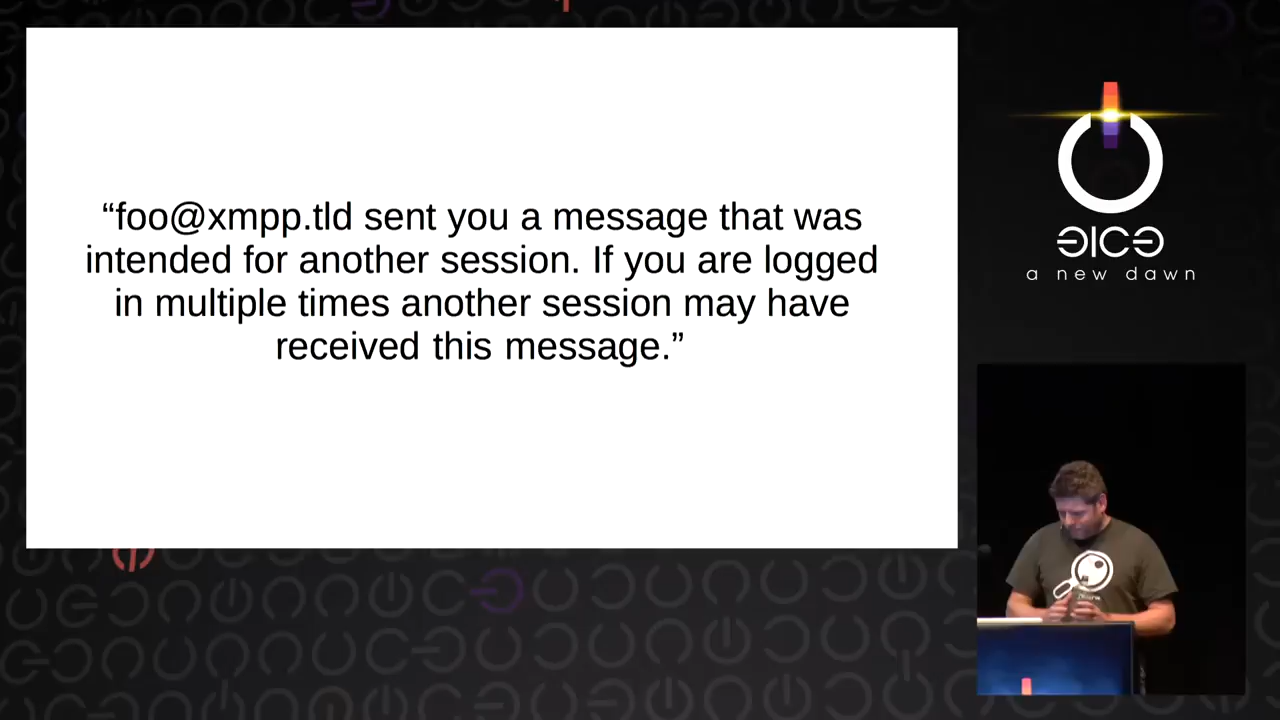 “foo@xmpp.tld sent you a message that was
intended for another session. If you are logged
in multiple times another session may have
received this message.”
a new dawn